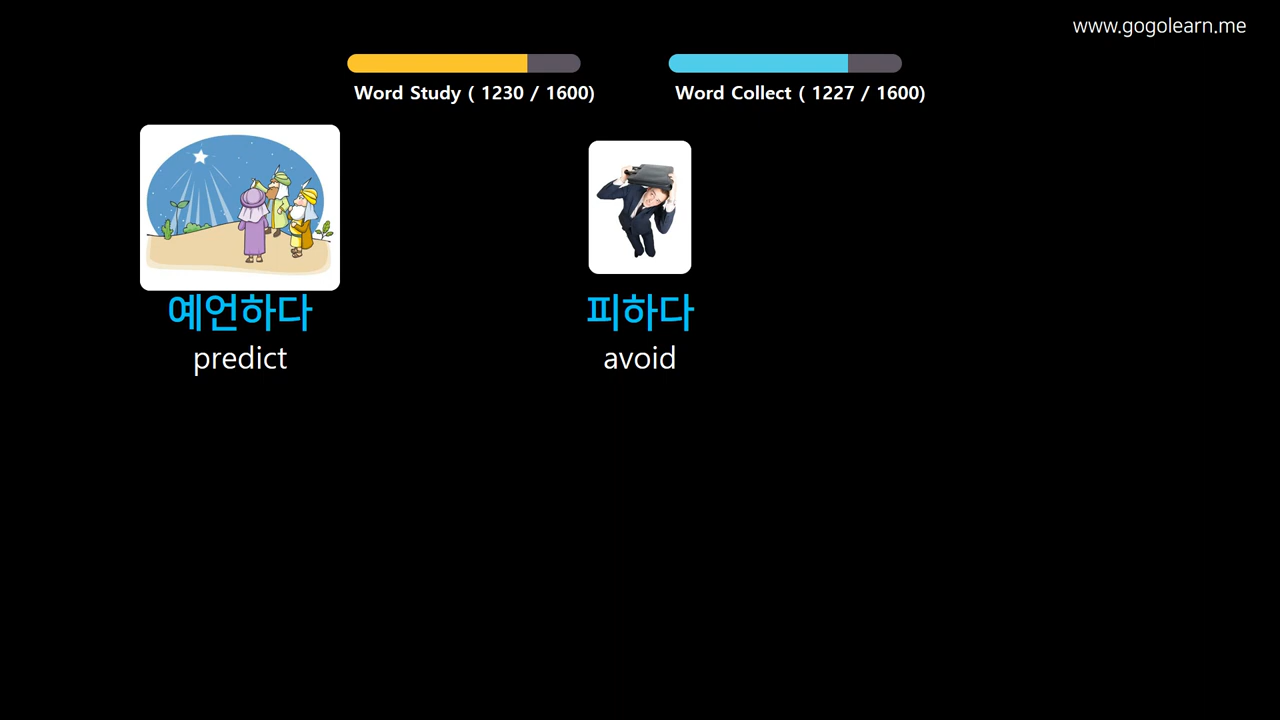 www.gogolearn.me
Word Study ( 1230 / 1600)
Word Collect ( 1227 / 1600)
예언하다
predict
피하다
avoid